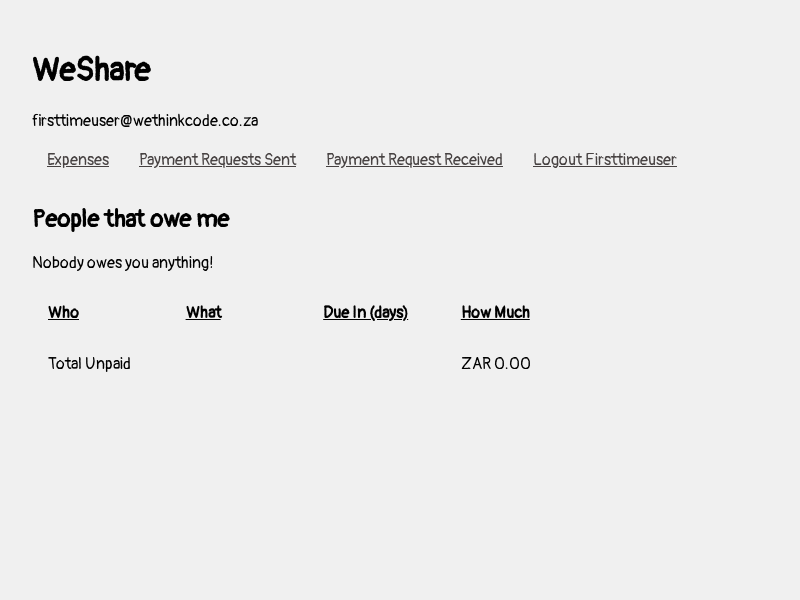 WeShare
firsttimeuser@wethinkcode.co.za
Expenses Payment Requests Sent Payment Request Received Logout Firsttimeuser
People that owe me
Nobody owes you anything!
Who What Due In (days) How Much
Total Unpaid ZAR 0.00